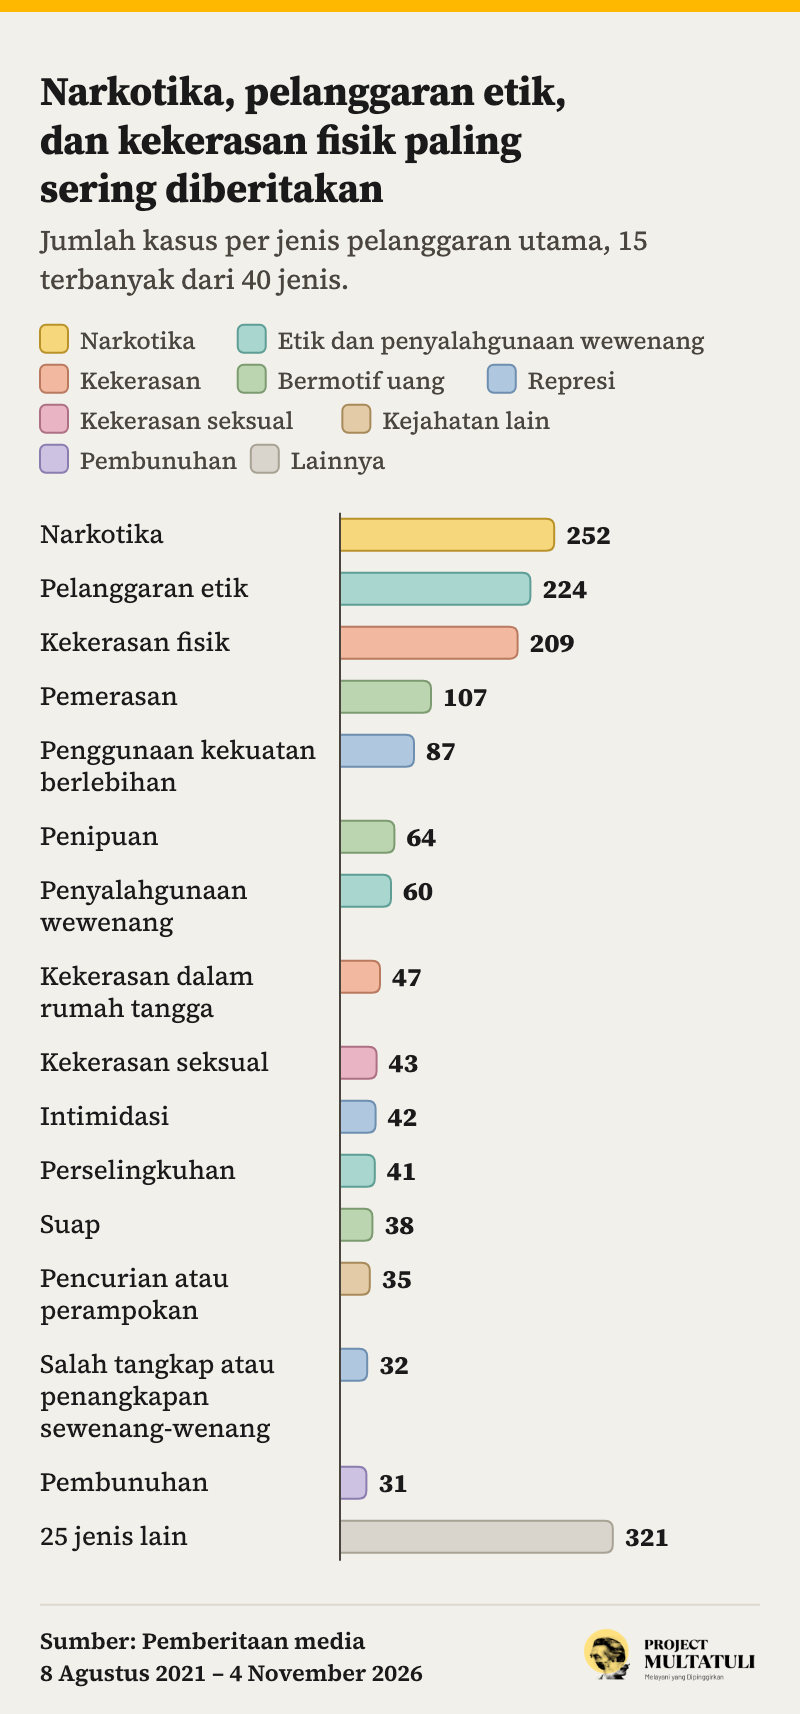 Narkotika, pelanggaran etik,
dan kekerasan fisik paling
sering diberitakan
Jumlah kasus per jenis pelanggaran utama, 15
terbanyak dari 40 jenis.
Narkotika Etik dan penyalahgunaan wewenang
Kekerasan Bermotif uang Represi
Kekerasan seksual Kejahatan lain
Pembunuhan Lainnya
Narkotika 252
Pelanggaran etik 224
Kekerasan fisik 209
Pemerasan 107
Penggunaan kekuatan 87
berlebihan
Penipuan 64
Penyalahgunaan 60
wewenang
Kekerasan dalam 47
rumah tangga
Kekerasan seksual 43
Intimidasi 42
Perselingkuhan 41
Suap 38
Pencurian atau 35
perampokan
Salah tangkap atau 32
penangkapan
sewenang-wenang
Pembunuhan 31
25 jenis lain 321
Sumber: Pemberitaan media
8 Agustus 2021 – 4 November 2026
PROJECT
MULTATULI
Melayani yang Dipinggirkan